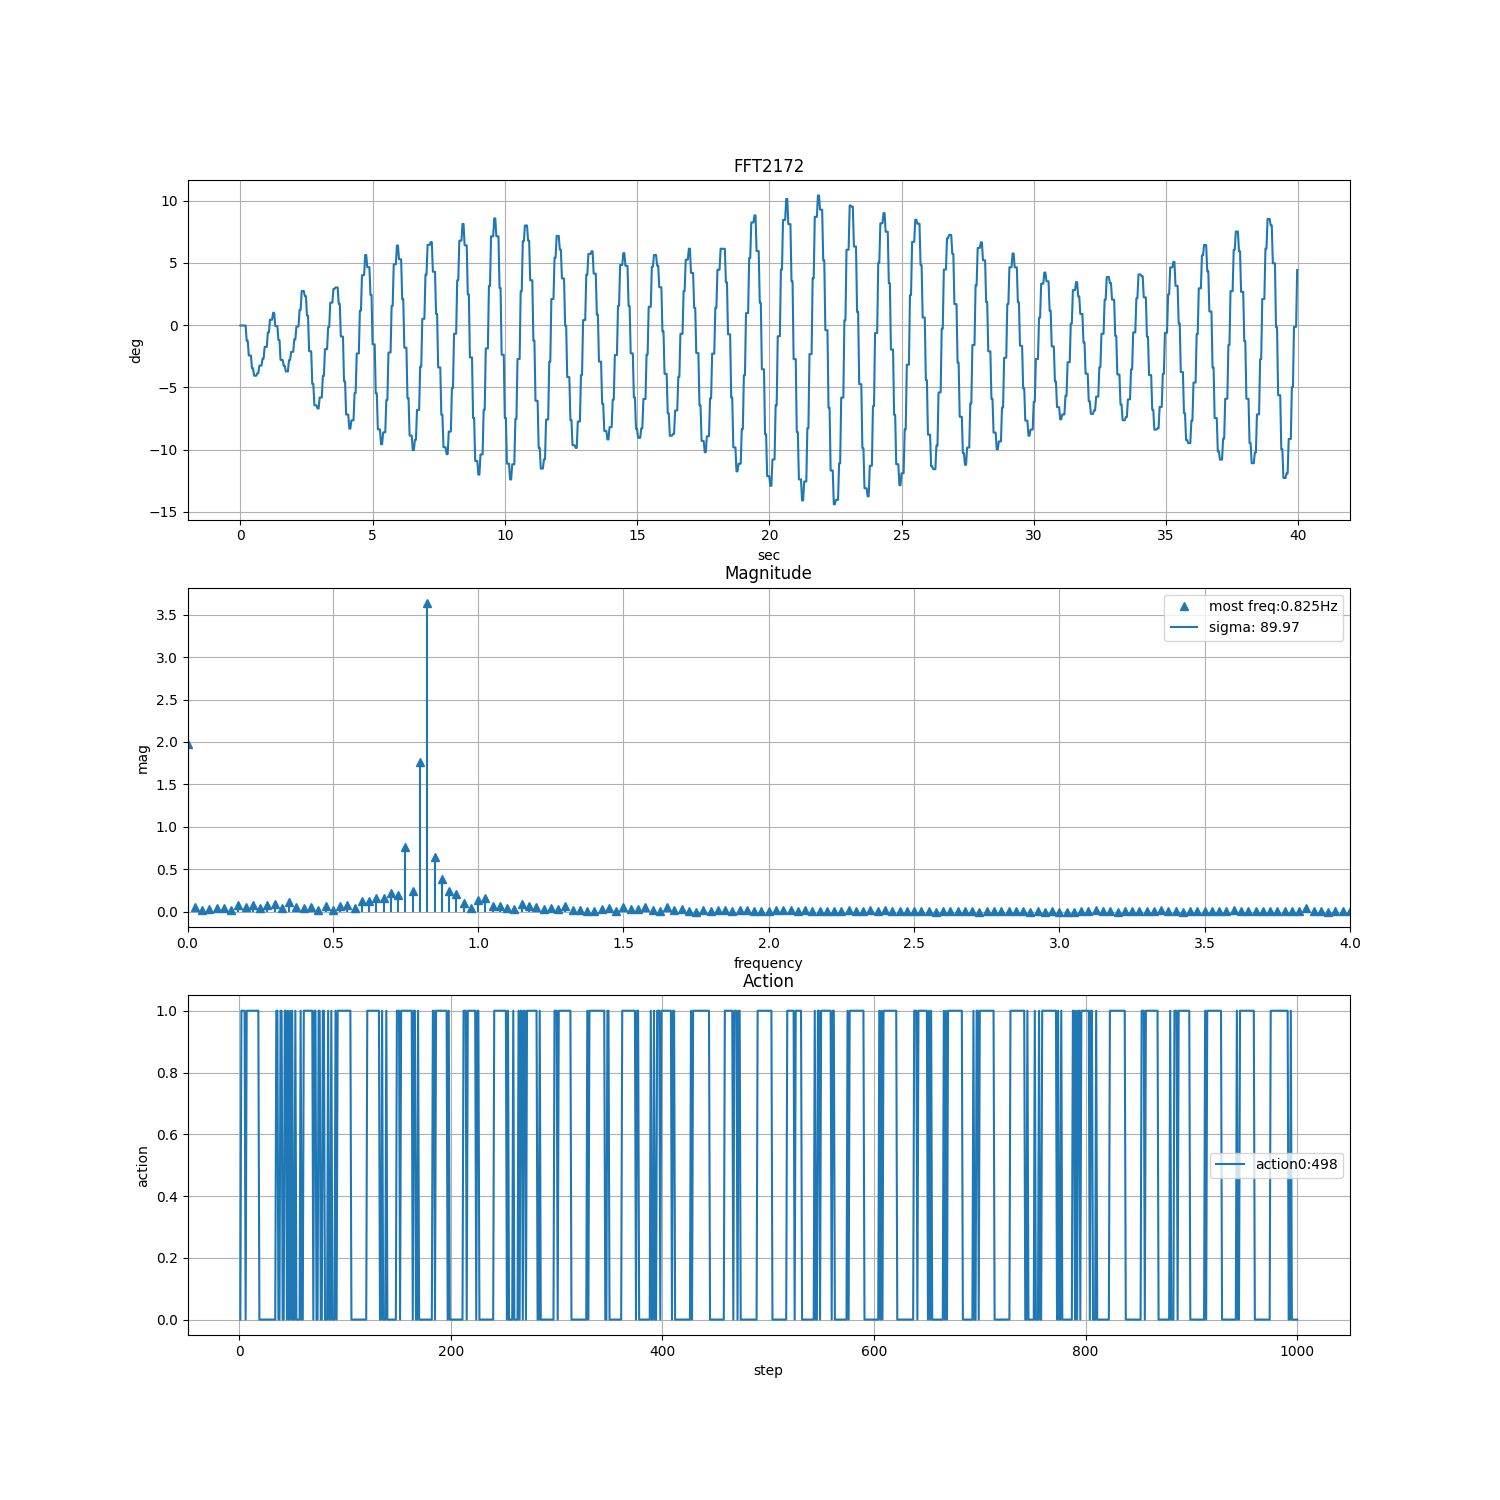 FFT2172
10
5
0
−5
−10
−15
deg
0 5 10 15 20 25 30 35 40
sec
Magnitude
most freq:0.825Hz
sigma: 89.97
3.5
3.0
2.5
2.0
1.5
1.0
0.5
0.0
mag
0.0 0.5 1.0 1.5 2.0 2.5 3.0 3.5 4.0
frequency
Action
1.0
0.8
0.6
0.4
0.2
0.0
action
action0:498
0 200 400 600 800 1000
step